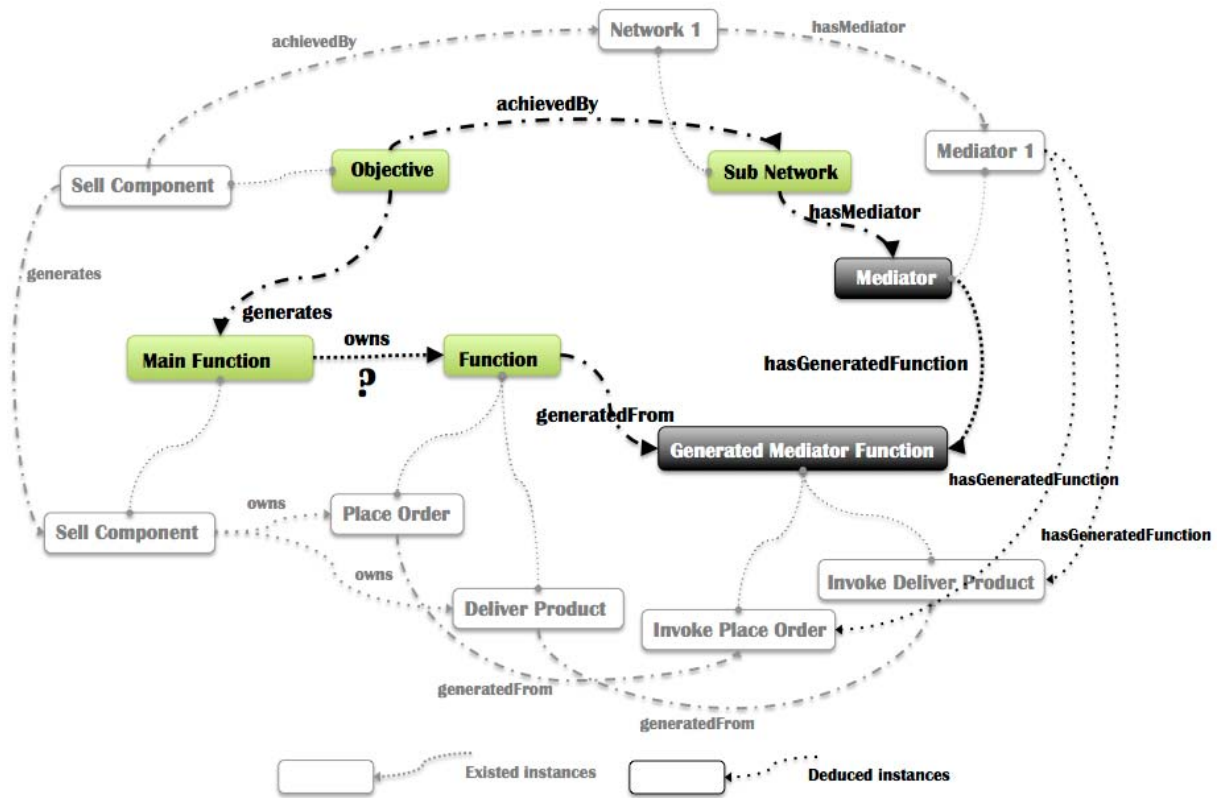 Network 1
achievedBy
hasMediator
achievedBy
Mediator 1
Objective
Sub Network
Sell Component
hasMediator
generates
Mediator
generates
owns
Main Function
Function
hasGeneratedFunction
?
generatedFrom
Generated Mediator Function
hasGeneratedFunction
owns
Place Order
Sell Component
hasGeneratedFunction
owns
Invoke Deliver Product
Deliver Product
Invoke Place Order
generatedFrom
generatedFrom
Existed instances
Deduced instances